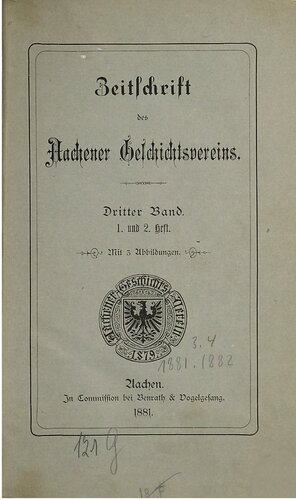 Zeitschrift
des
Aachener Geschichtsvereins.
Dritter Band.
1. und 2. Heft.
Mit 3 Abbildungen.
Aachener Geschichts Verein
1879
3.4
1881.1882
Aachen.
In Commission bei Benrath & Vogelgesang.
1881.
121 G